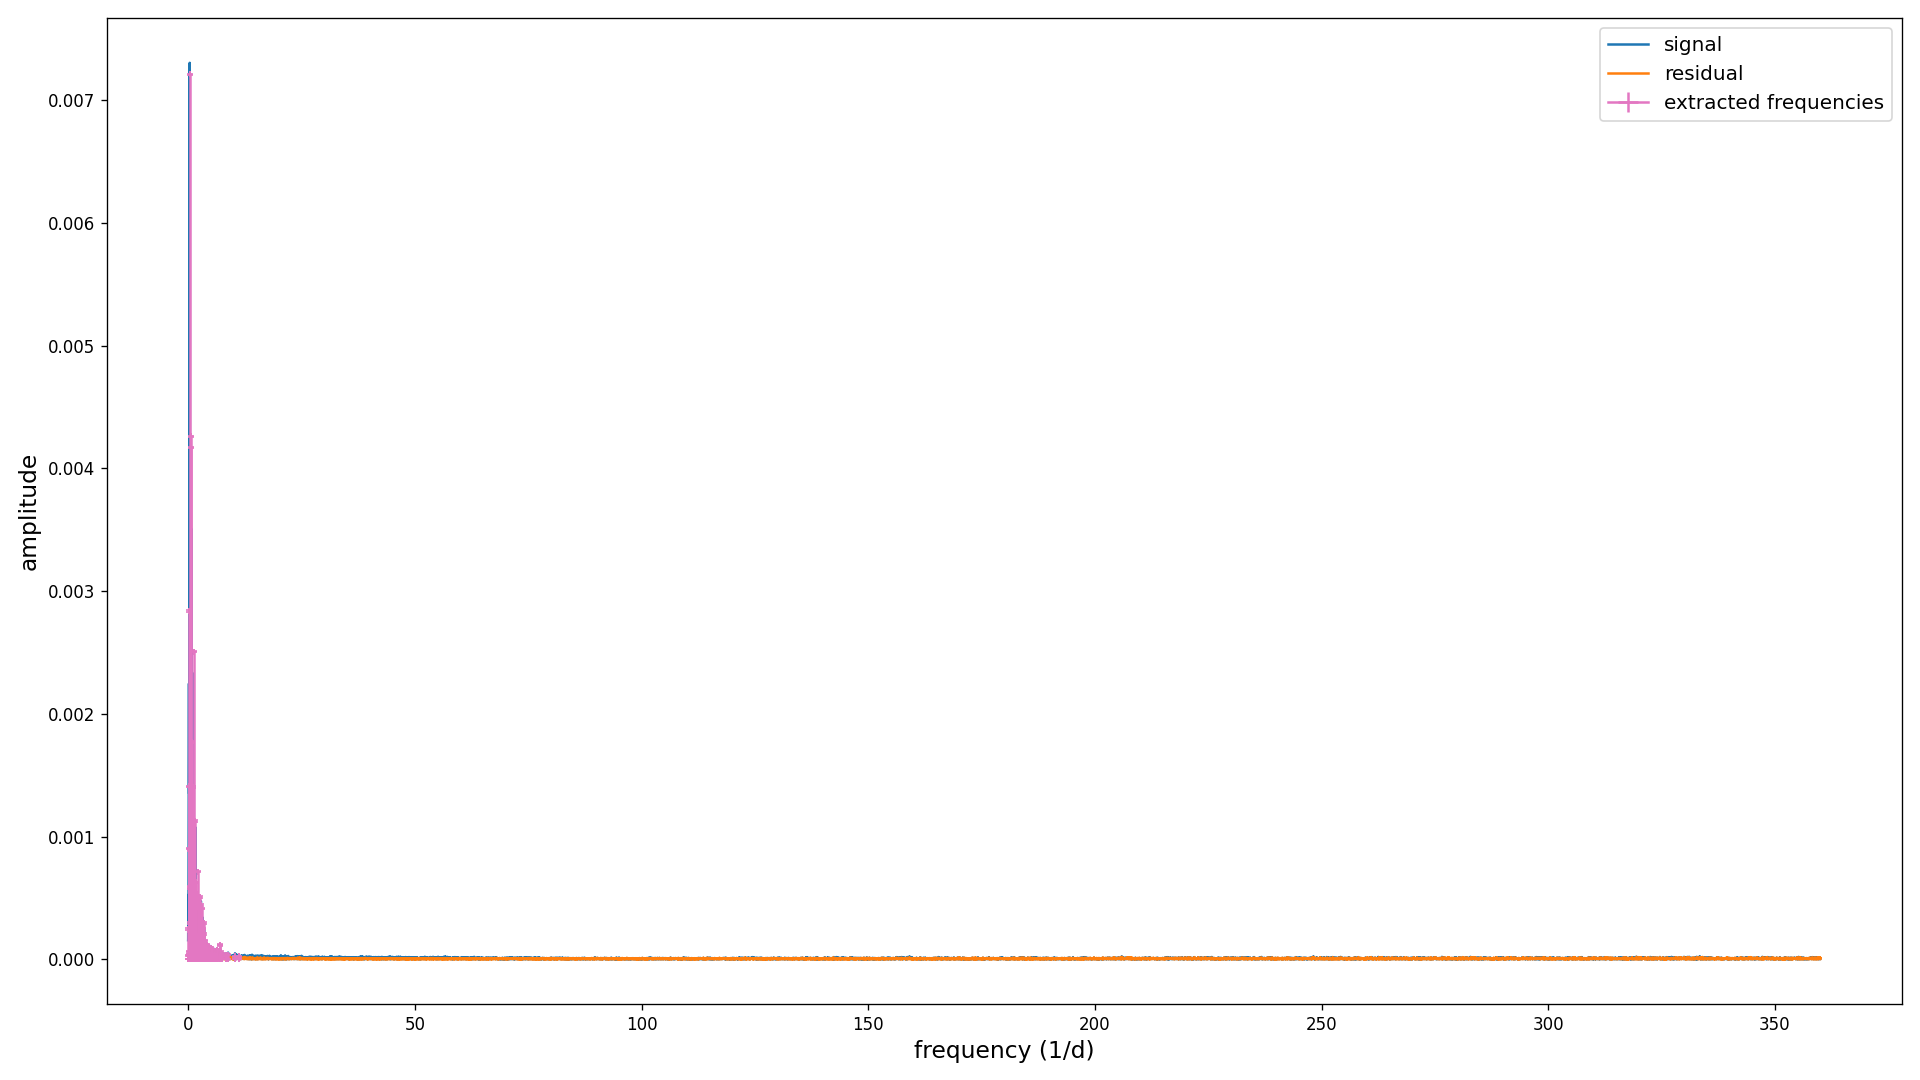 signal
residual
extracted frequencies
0.007
0.006
0.005
0.004
0.003
0.002
0.001
0.000
amplitude
0 50 100 150 200 250 300 350
frequency (1/d)